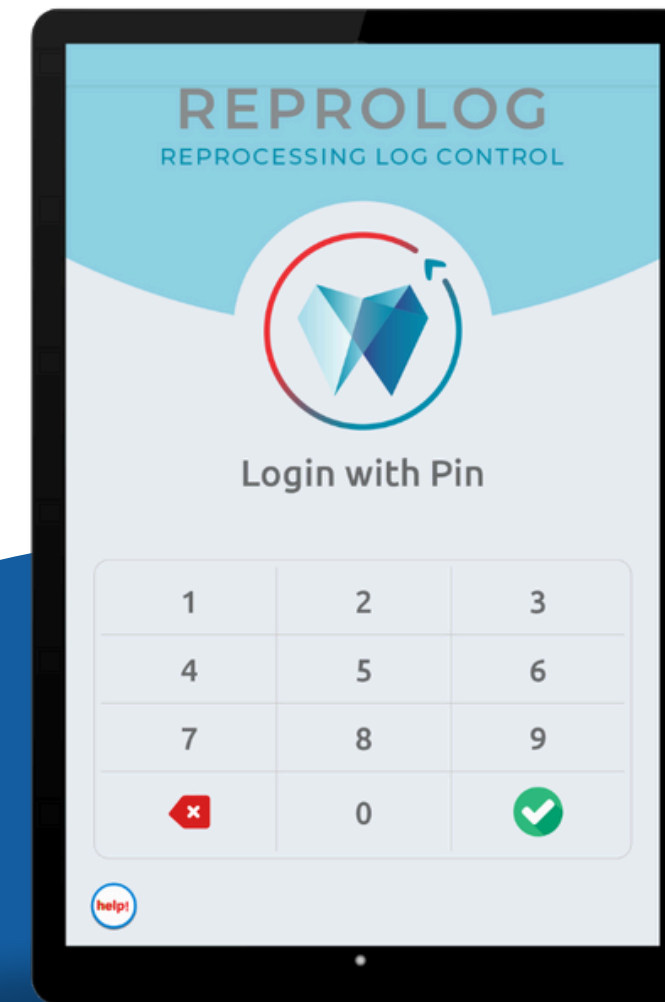 REPROLOG
REPROCESSING LOG CONTROL
Login with Pin
1 2 3
4 5 6
7 8 9
0
help!